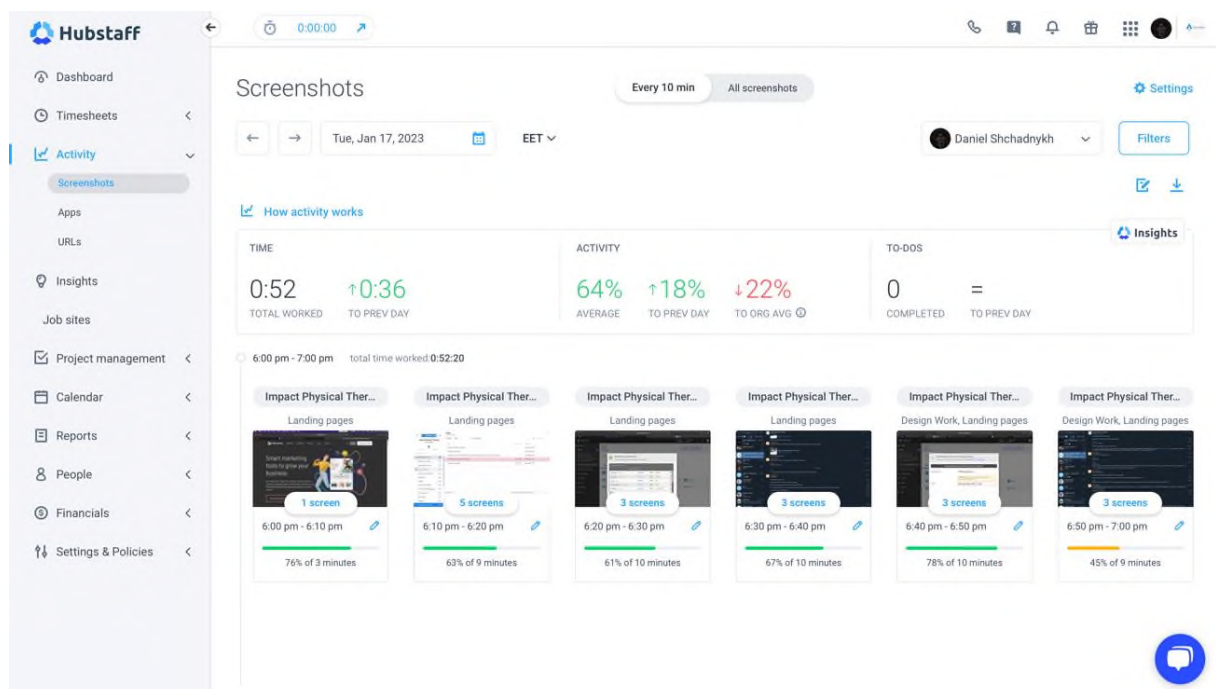 Hubstaff
0:00:00
Dashboard
Timesheets
Activity
Screenshots
Apps
URLs
Insights
Job sites
Project management
Calendar
Reports
People
Financials
Settings & Policies
Screenshots
Every 10 min
All screenshots
Settings
Tue, Jan 17, 2023
EET
Daniel Shchadnykh
Filters
How activity works
Insights
TIME
0:52
TOTAL WORKED
↑0:36
TO PREV DAY
ACTIVITY
64%
AVERAGE
↑18%
TO PREV DAY
↓22%
TO ORG AVG
TO-DOS
0
COMPLETED
=
TO PREV DAY
6:00 pm - 7:00 pm total time worked:0:52:20
Impact Physical Ther...
Landing pages
Smart marketing
tools to grow your
business
1 screen
6:00 pm - 6:10 pm
76% of 3 minutes
Impact Physical Ther...
Landing pages
5 screens
6:10 pm - 6:20 pm
63% of 9 minutes
Impact Physical Ther...
Landing pages
3 screens
6:20 pm - 6:30 pm
61% of 10 minutes
Impact Physical Ther...
Landing pages
3 screens
6:30 pm - 6:40 pm
67% of 10 minutes
Impact Physical Ther...
Design Work, Landing pages
3 screens
6:40 pm - 6:50 pm
78% of 10 minutes
Impact Physical Ther...
Design Work, Landing pages
3 screens
6:50 pm - 7:00 pm
45% of 9 minutes